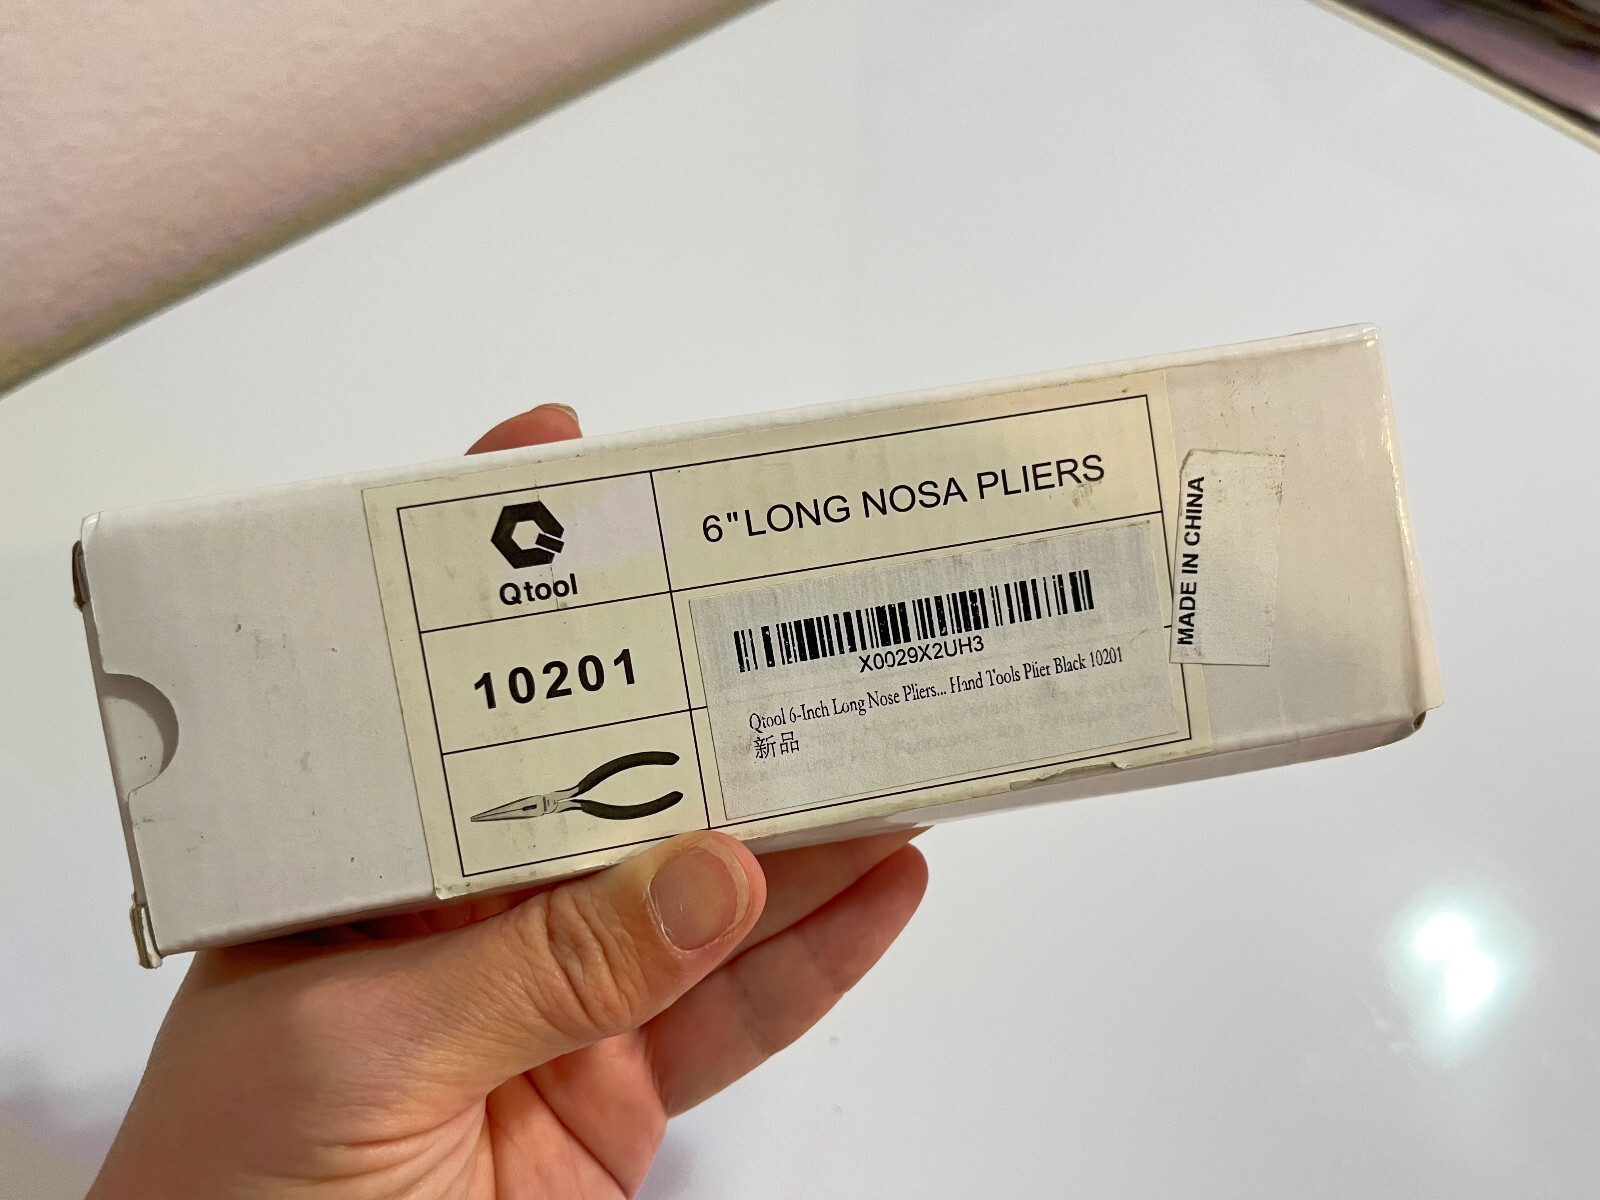 Qtool
6" LONG NOSA PLIERS
10201
X0029X2UH3
Qtool 6-Inch Long Nose Pliers... Hand Tools Plier Black 10201
新品
MADE IN CHINA